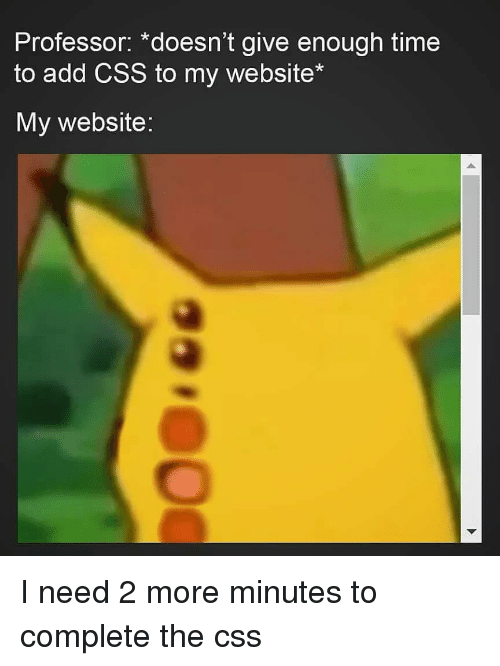 Professor: *doesn't give enough time
to add CSS to my website*
My website:
I need 2 more minutes to
complete the css